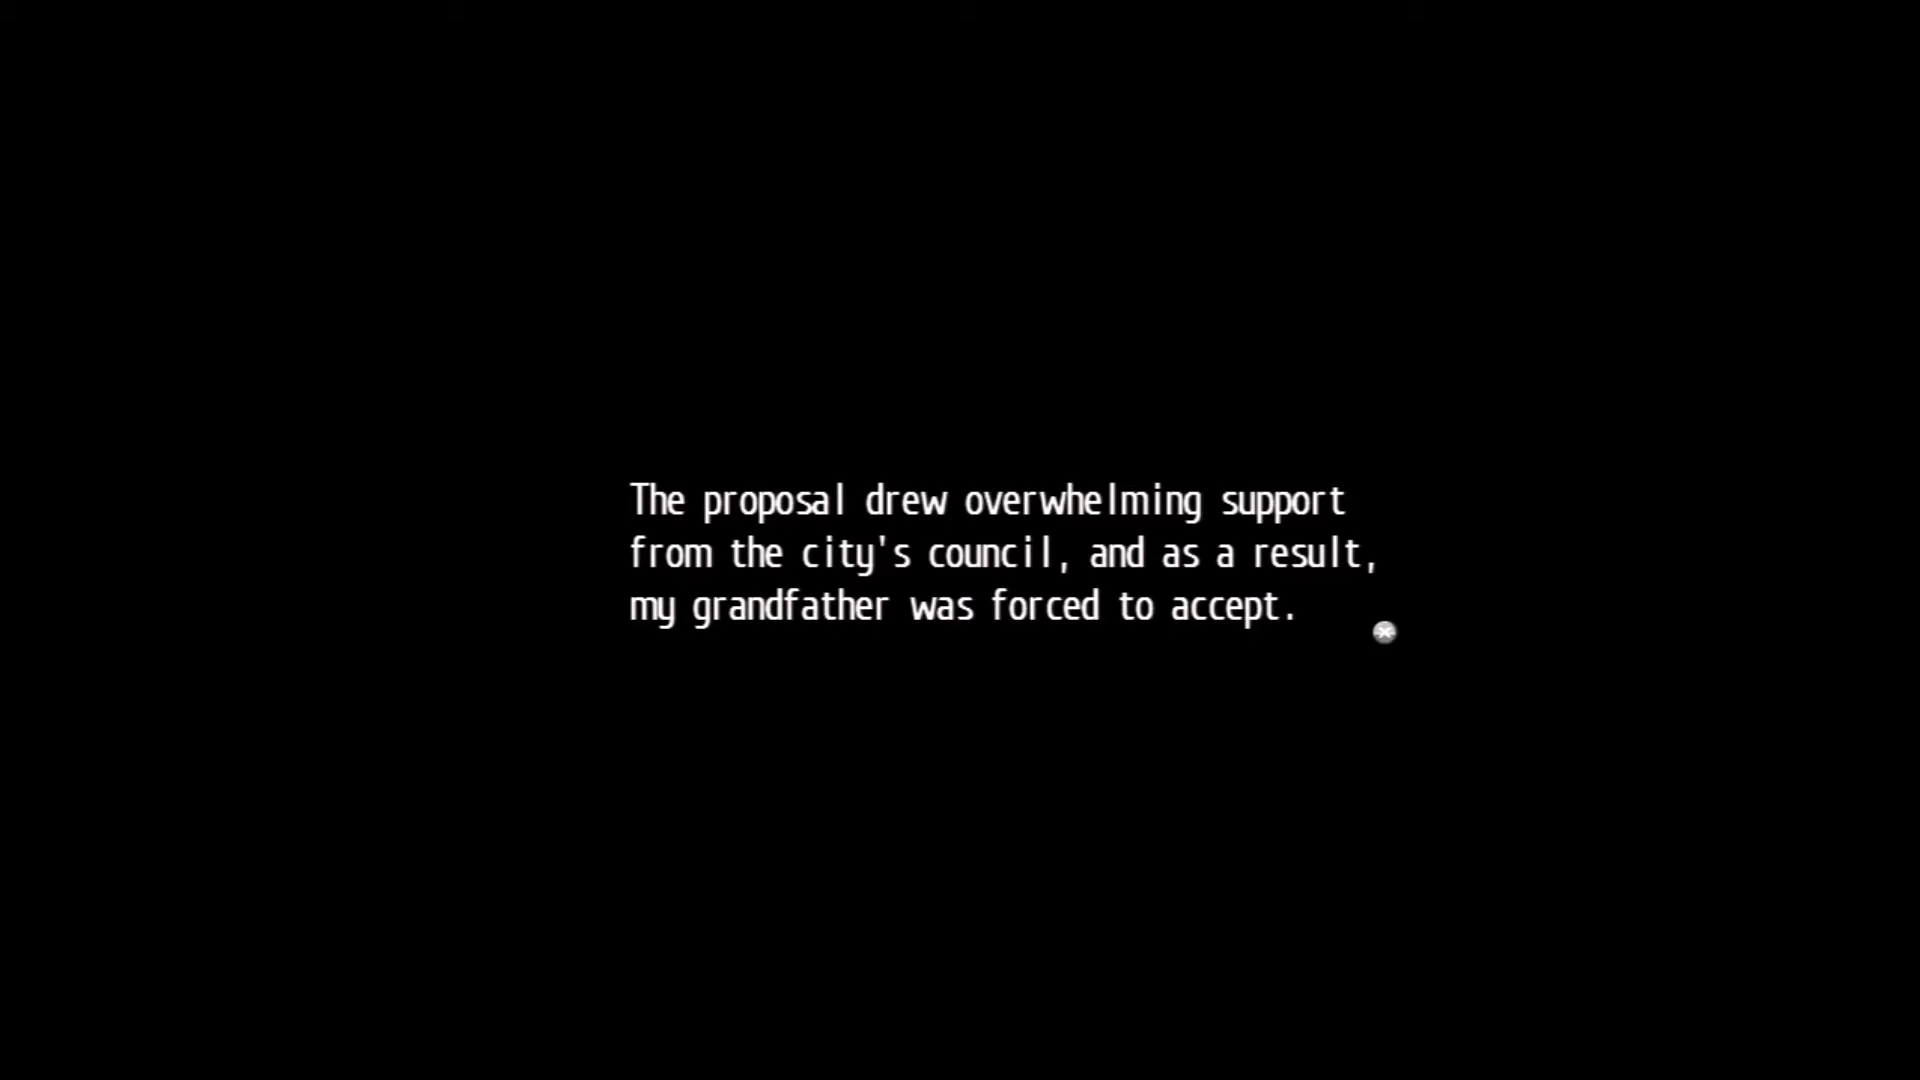 The proposal drew overwhelming support
from the city's council, and as a result,
my grandfather was forced to accept.